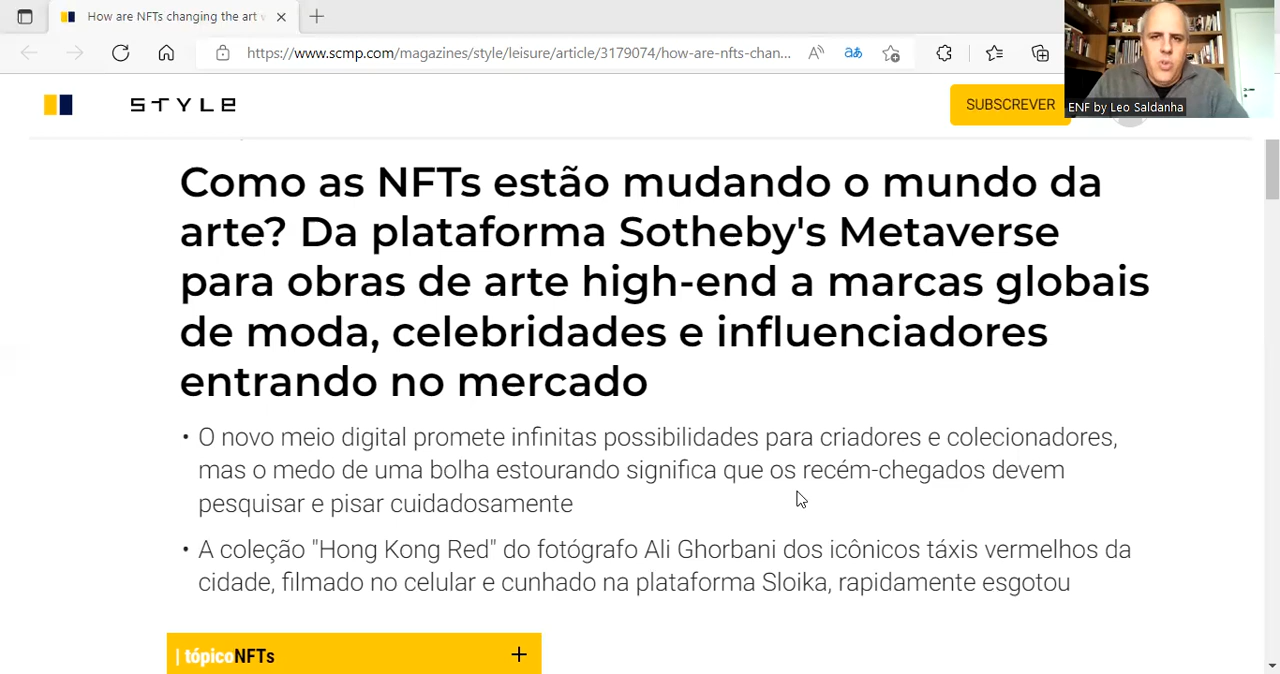 How are NFTs changing the art
https://www.scmp.com/magazines/style/leisure/article/3179074/how-are-nfts-chan...
ENF by Leo Saldanha
STYLE
SUBSCREVER
Como as NFTs estão mudando o mundo da
arte? Da plataforma Sotheby's Metaverse
para obras de arte high-end a marcas globais
de moda, celebridades e influenciadores
entrando no mercado
• O novo meio digital promete infinitas possibilidades para criadores e colecionadores,
mas o medo de uma bolha estourando significa que os recém-chegados devem
pesquisar e pisar cuidadosamente
• A coleção "Hong Kong Red" do fotógrafo Ali Ghorbani dos icônicos táxis vermelhos da
cidade, filmado no celular e cunhado na plataforma Sloika, rapidamente esgotou
| tópicoNFTs +